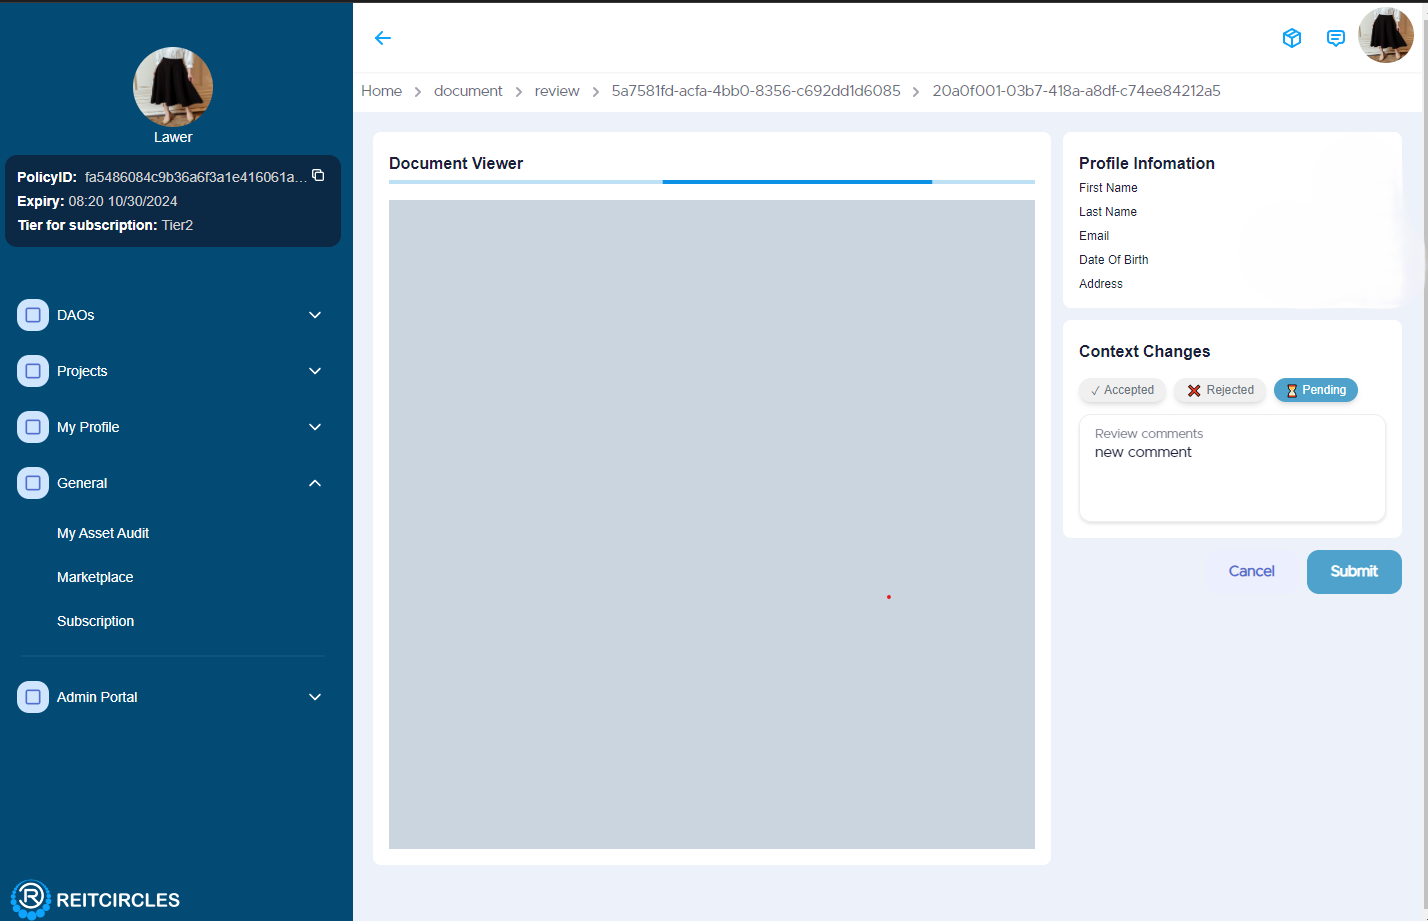 Lawer
PolicyID: fa5486084c9b36a6f3a1e416061a...
Expiry: 08:20 10/30/2024
Tier for subscription: Tier2
DAOs
Projects
My Profile
General
My Asset Audit
Marketplace
Subscription
Admin Portal
REITCIRCLES
Home > document > review > 5a7581fd-acfa-4bb0-8356-c692dd1d6085 > 20a0f001-03b7-418a-a8df-c74ee84212a5
Document Viewer
Profile Infomation
First Name
Last Name
Email
Date Of Birth
Address
Context Changes
✓ Accepted ❌ Rejected ⌛ Pending
Review comments
new comment
Cancel Submit